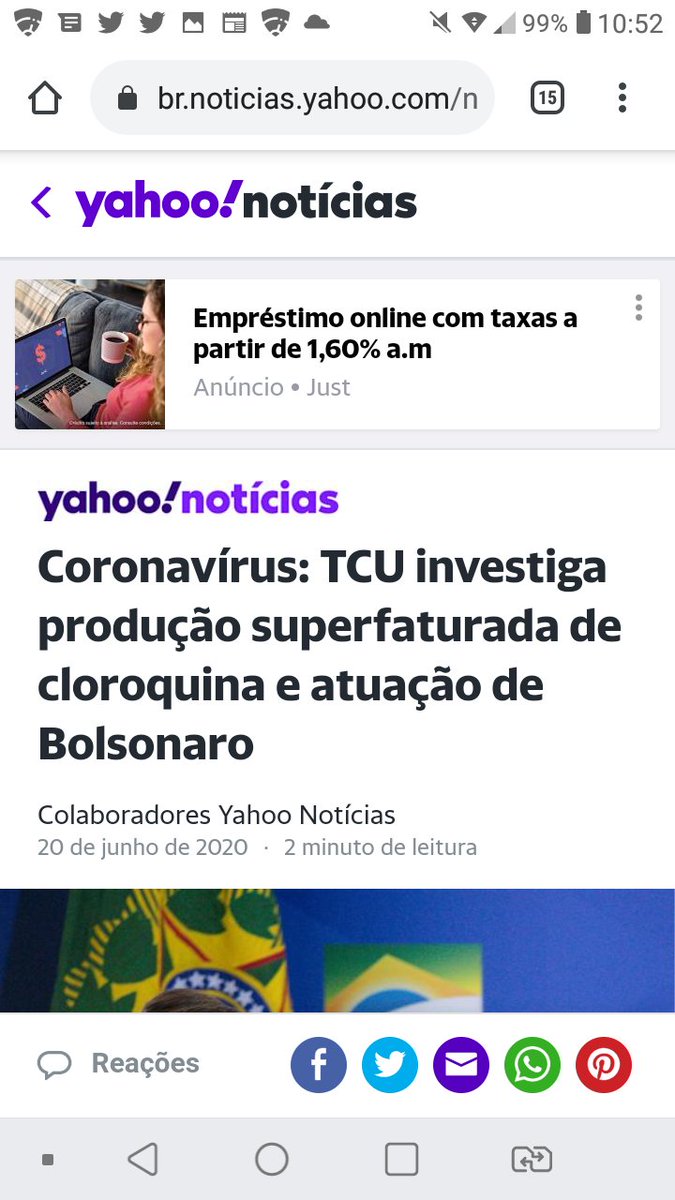 99% 10:52
br.noticias.yahoo.com/n
15
yahoo!notícias
Empréstimo online com taxas a
partir de 1,60% a.m
Anúncio • Just
Crédito sujeito à análise. Consulte condições.
yahoo!notícias
Coronavírus: TCU investiga
produção superfaturada de
cloroquina e atuação de
Bolsonaro
Colaboradores Yahoo Notícias
20 de junho de 2020 · 2 minuto de leitura
Reações